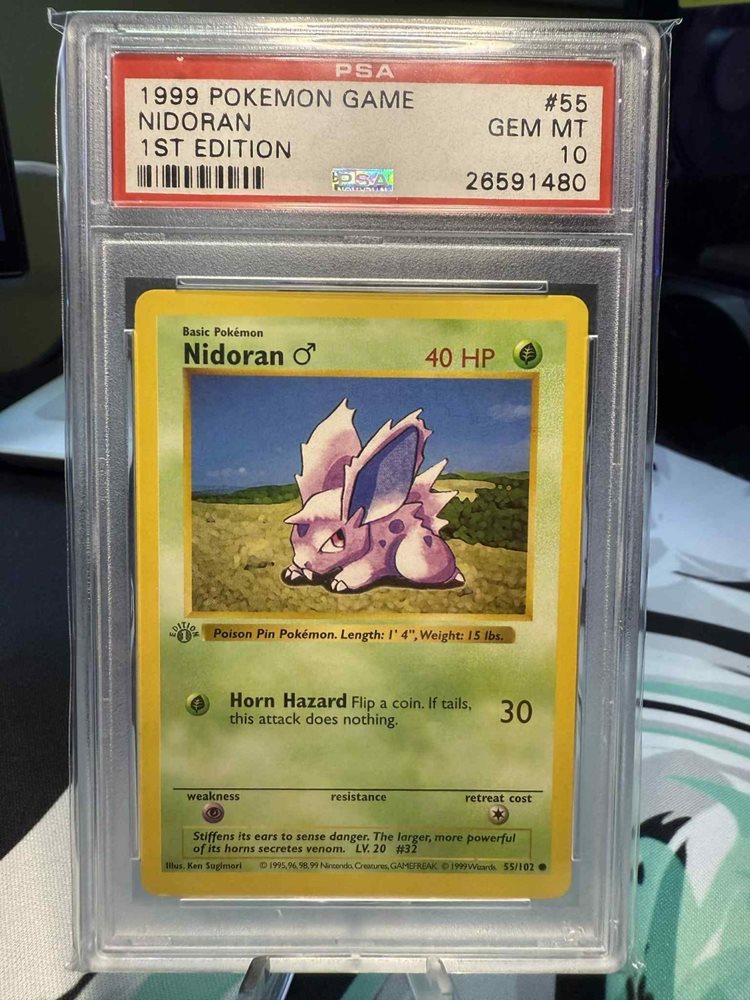 PSA
1999 POKEMON GAME #55
NIDORAN GEM MT
1ST EDITION 10
PSA 26591480
Basic Pokémon
Nidoran ♂ 40 HP
EDITION 1
Poison Pin Pokémon. Length: 1' 4", Weight: 15 lbs.
Horn Hazard Flip a coin. If tails,
this attack does nothing. 30
weakness resistance retreat cost
Stiffens its ears to sense danger. The larger, more powerful
of its horns secretes venom. LV. 20 #32
Illus. Ken Sugimori © 1995, 96, 98, 99 Nintendo, Creatures, GAMEFREAK. © 1999 Wizards. 55/102